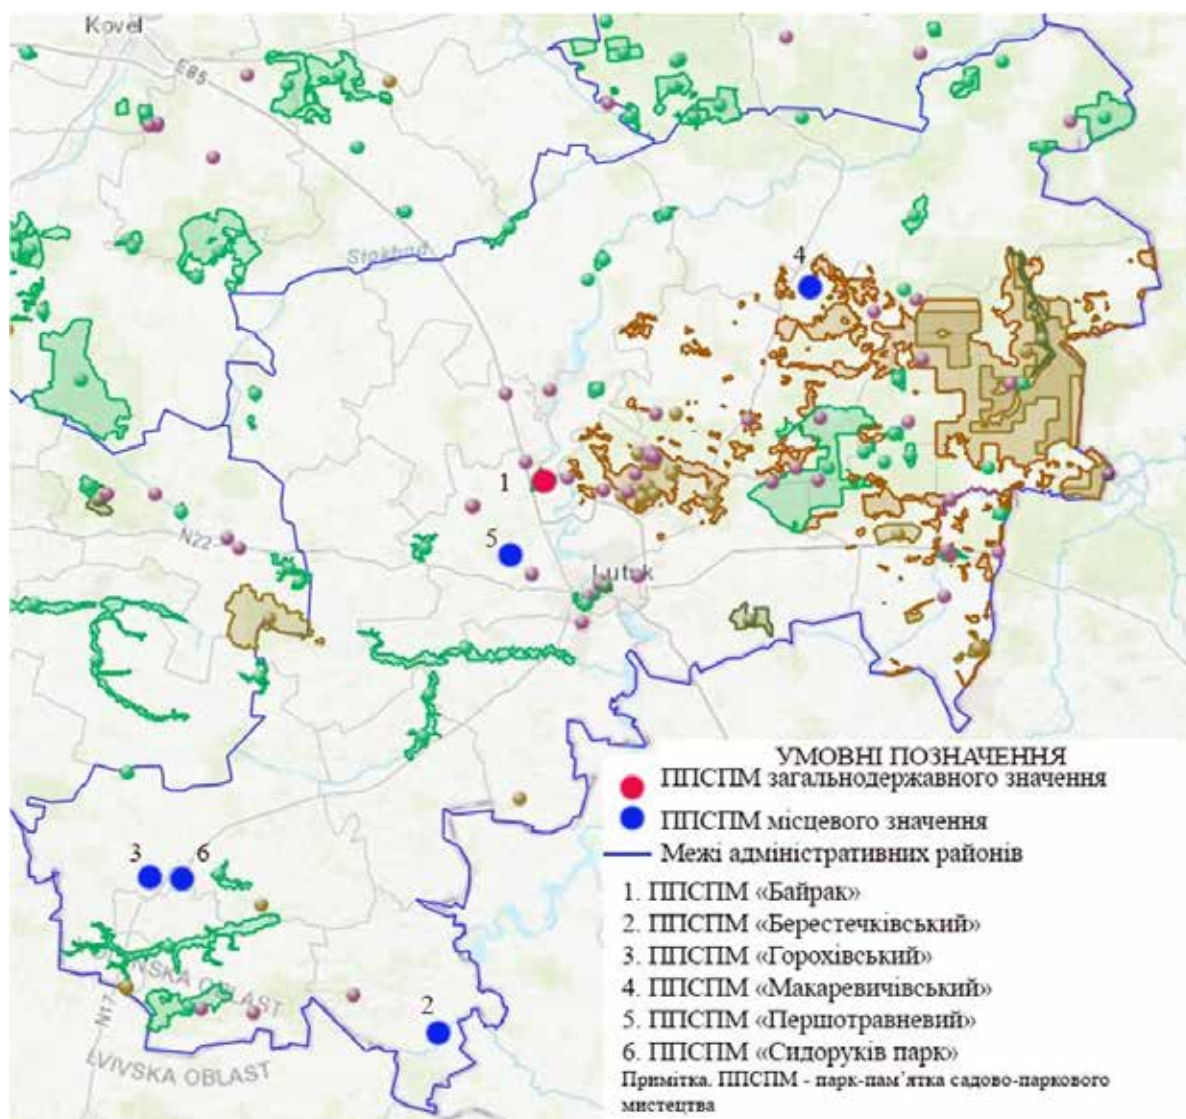 Kovel
E85
Stokhod
4
1
5
N22
Lutsk
УМОВНІ ПОЗНАЧЕННЯ
ППСПМ загальнодержавного значення
ППСПМ місцевого значення
Межі адміністративних районів
3
6
1. ППСПМ «Байрак»
2. ППСПМ «Берестечківський»
3. ППСПМ «Горохівський»
4. ППСПМ «Макаревичівський»
5. ППСПМ «Першотравневий»
6. ППСПМ «Сидоруків парк»
Примітка. ППСПМ - парк-пам’ятка садово-паркового
мистецтва
OBLAST
N17
2
LVIVSKA OBLAST